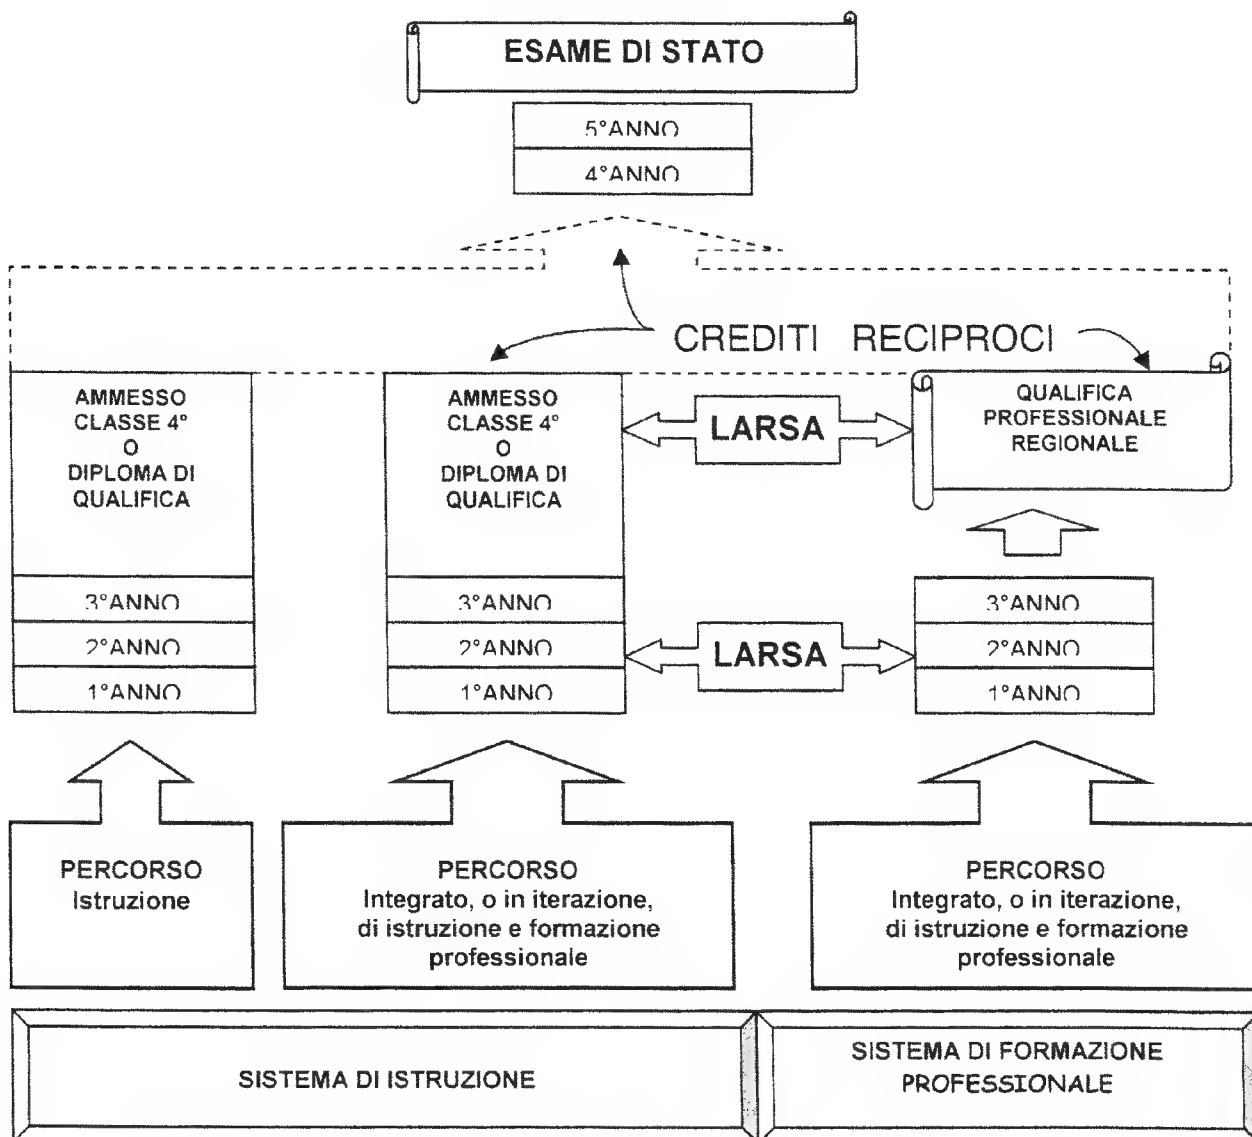 ESAME DI STATO
5°ANNO
4°ANNO
CREDITI RECIPROCI
AMMESSO
CLASSE 4°
O
DIPLOMA DI
QUALIFICA
3°ANNO
2°ANNO
1°ANNO
AMMESSO
CLASSE 4°
O
DIPLOMA DI
QUALIFICA
3°ANNO
2°ANNO
1°ANNO
LARSA
LARSA
QUALIFICA
PROFESSIONALE
REGIONALE
3°ANNO
2°ANNO
1°ANNO
PERCORSO
Istruzione
PERCORSO
Integrato, o in iterazione,
di istruzione e formazione
professionale
PERCORSO
Integrato, o in iterazione,
di istruzione e formazione
professionale
SISTEMA DI ISTRUZIONE
SISTEMA DI FORMAZIONE
PROFESSIONALE